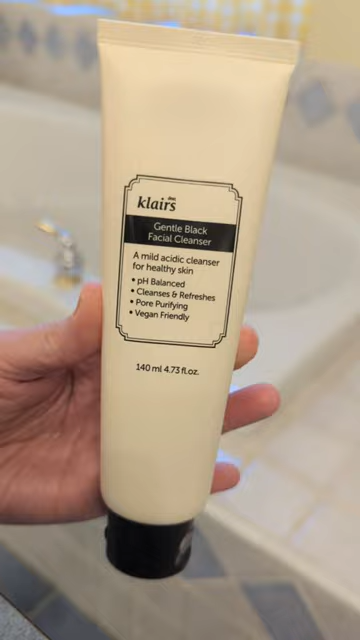 klairs
Gentle Black
Facial Cleanser
A mild acidic cleanser
for healthy skin
• pH Balanced
• Cleanses & Refreshes
• Pore Purifying
• Vegan Friendly
140 ml 4.73 fl.oz.